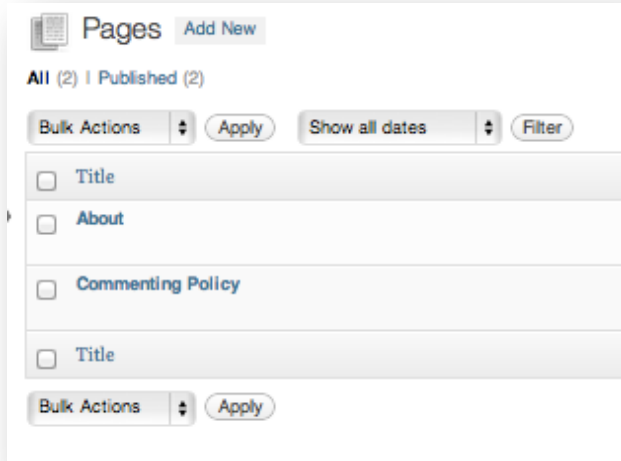 Pages Add New
All (2) | Published (2)
Bulk Actions Apply Show all dates Filter
Title
About
Commenting Policy
Title
Bulk Actions Apply